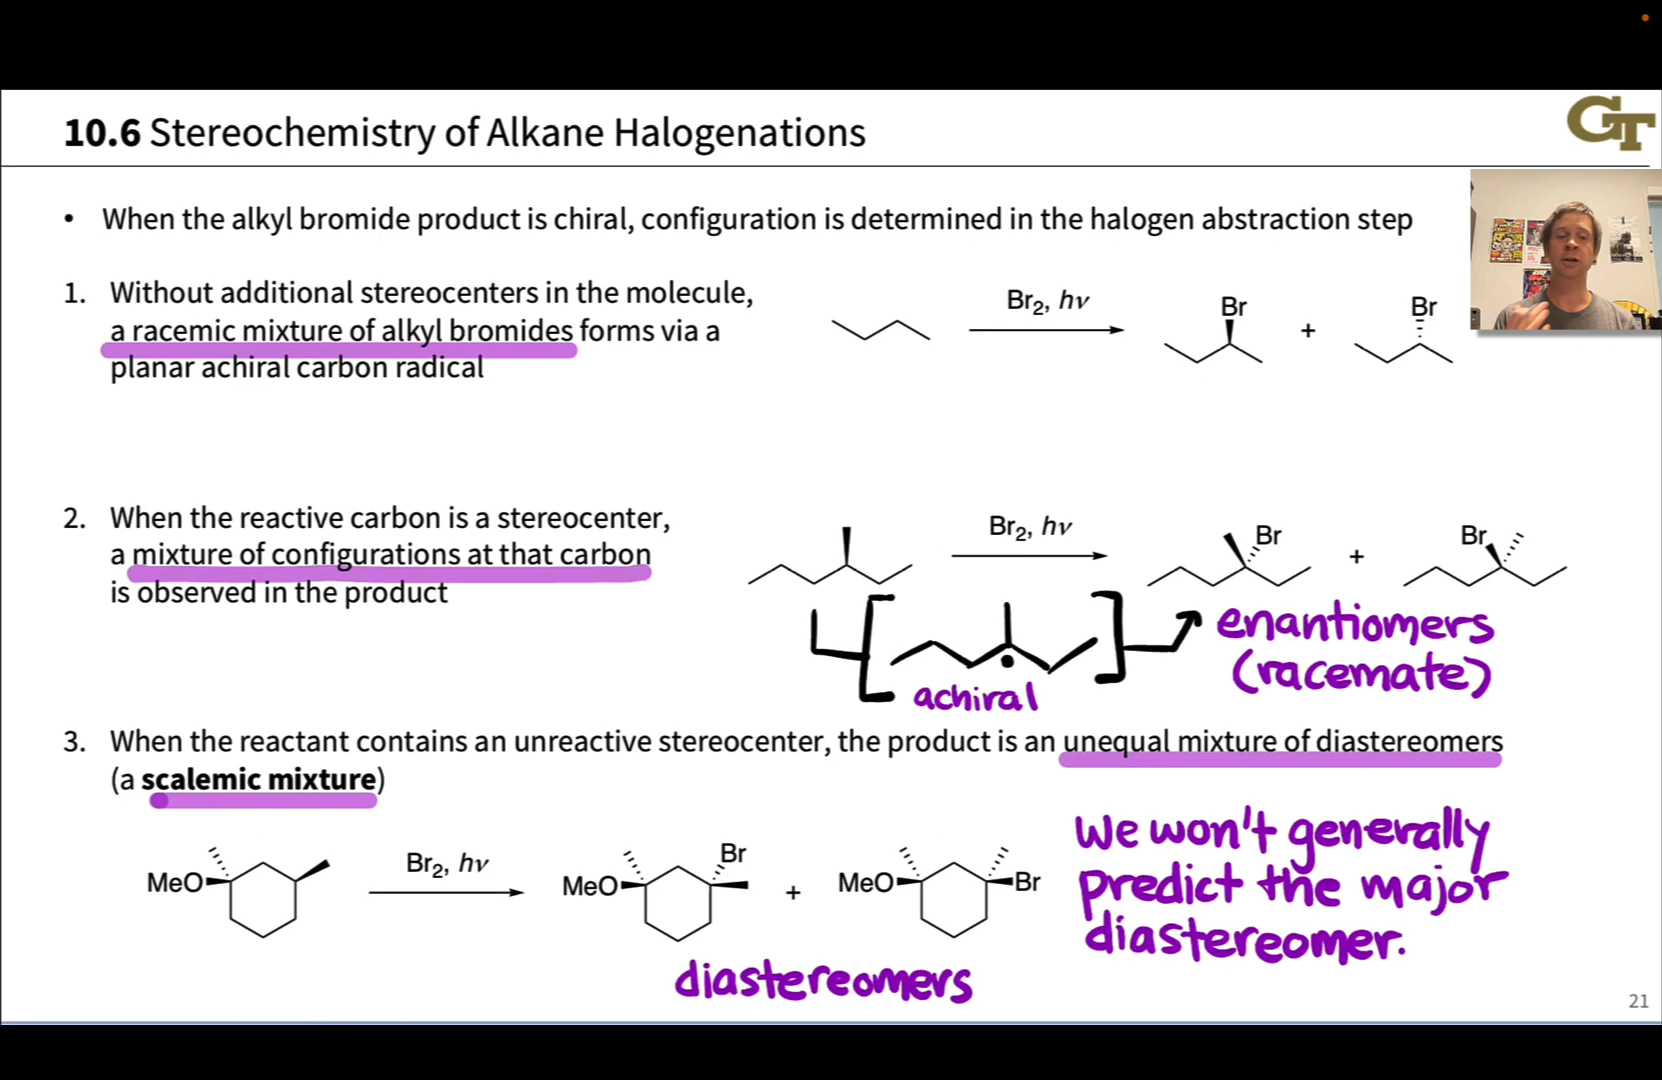 GT
10.6 Stereochemistry of Alkane Halogenations
• When the alkyl bromide product is chiral, configuration is determined in the halogen abstraction step
1. Without additional stereocenters in the molecule,
a racemic mixture of alkyl bromides forms via a
planar achiral carbon radical
Br₂, hν
Br
+
Br
2. When the reactive carbon is a stereocenter,
a mixture of configurations at that carbon
is observed in the product
Br₂, hν
Br
+
Br
achiral
enantiomers
(racemate)
3. When the reactant contains an unreactive stereocenter, the product is an unequal mixture of diastereomers
(a scalemic mixture)
MeO
Br₂, hν
MeO
Br
+
MeO
Br
diastereomers
We won't generally
predict the major
diastereomer.
21